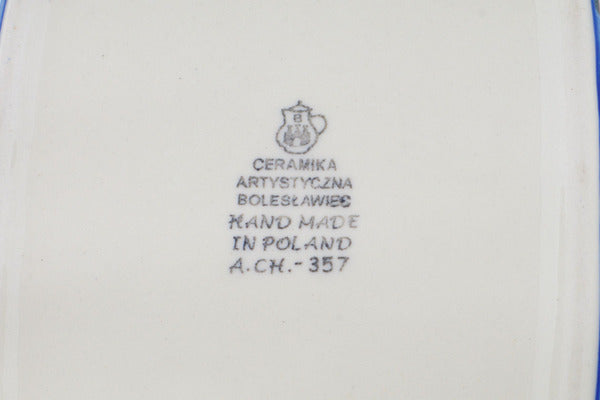 B
CERAMIKA
ARTYSTYCZNA
BOLESŁAWIEC
HAND MADE
IN POLAND
A.CH.-357